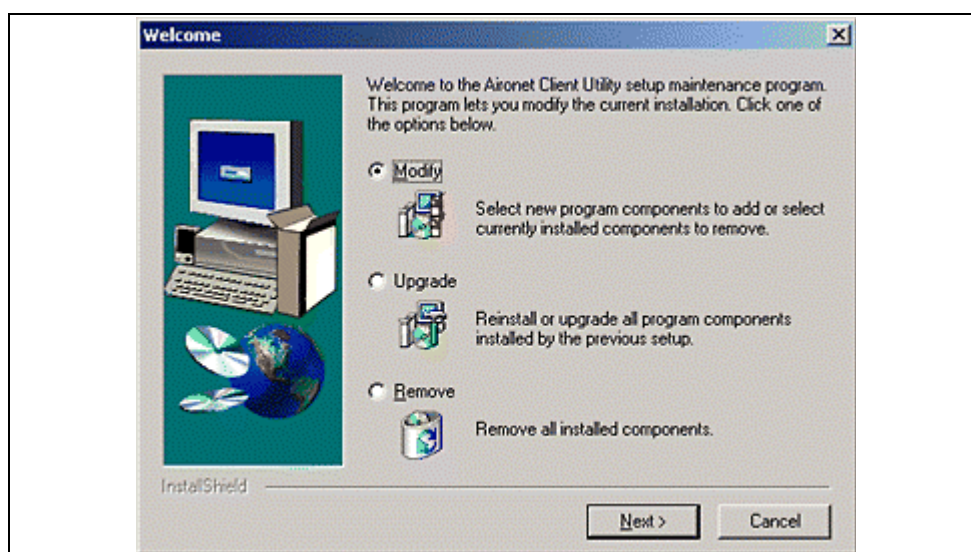 Welcome
Welcome to the Aironet Client Utility setup maintenance program.
This program lets you modify the current installation. Click one of
the options below.
Modify
Select new program components to add or select
currently installed components to remove.
Upgrade
Reinstall or upgrade all program components
installed by the previous setup.
Remove
Remove all installed components.
InstallShield
Next >
Cancel